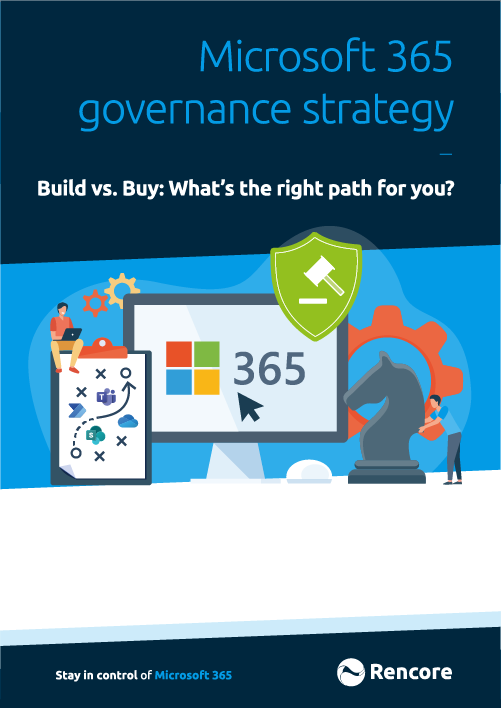 Microsoft 365
governance strategy
Build vs. Buy: What's the right path for you?
365
Stay in control of Microsoft 365
Rencore